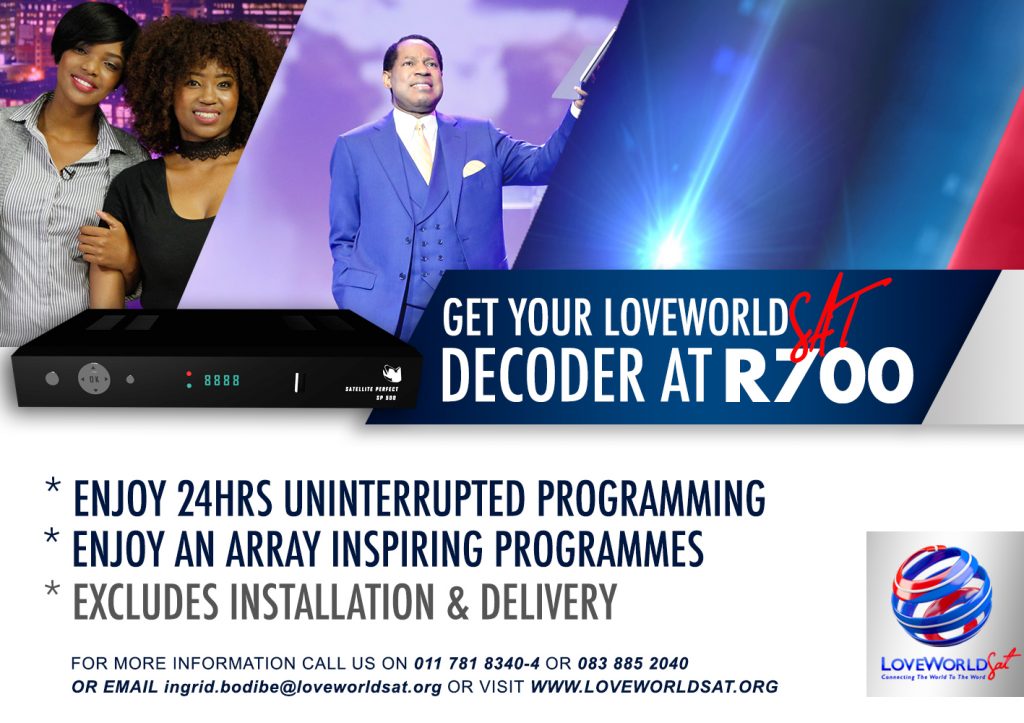 GET YOUR LOVEWORLDSAT
DECODER AT R700
OK
8888
SATELLITE PERFECT
SP 500
* ENJOY 24HRS UNINTERRUPTED PROGRAMMING
* ENJOY AN ARRAY INSPIRING PROGRAMMES
* EXCLUDES INSTALLATION & DELIVERY
FOR MORE INFORMATION CALL US ON 011 781 8340-4 OR 083 885 2040
OR EMAIL ingrid.bodibe@loveworldsat.org OR VISIT WWW.LOVEWORLDSAT.ORG
LOVEWORLDSat
Connecting The World To The Word